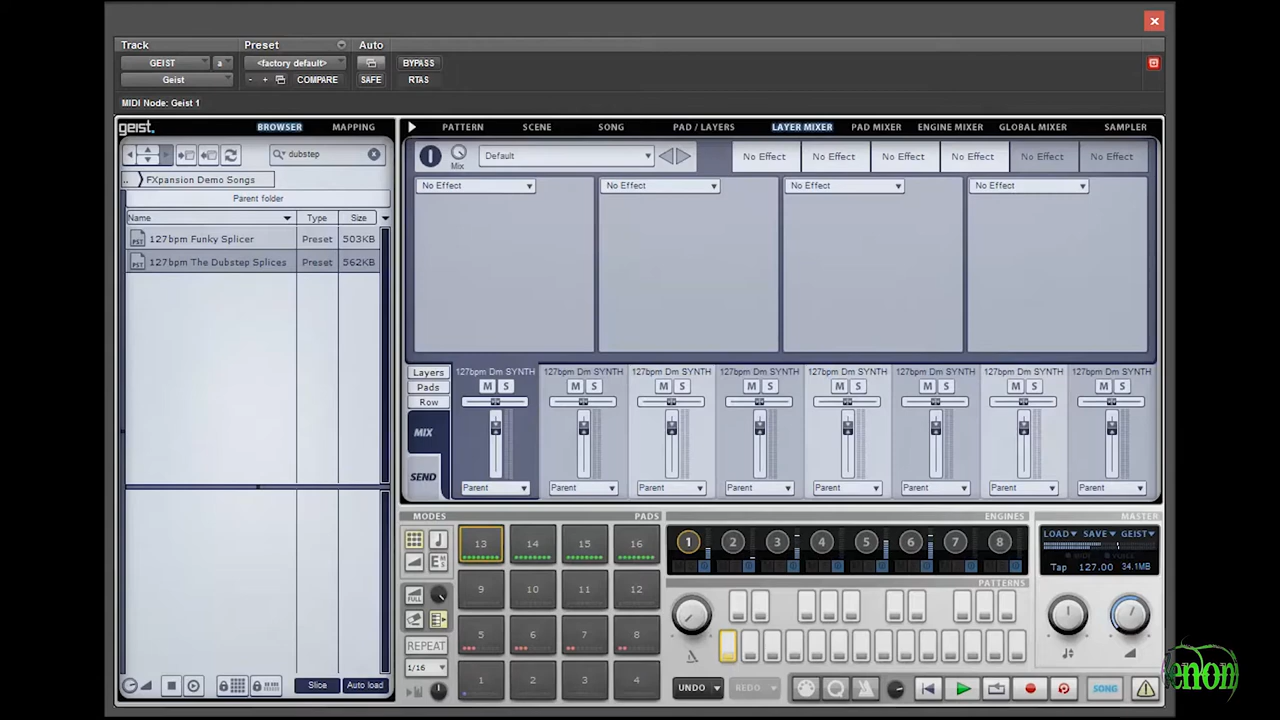 Track
Preset
Auto
GEIST
a
<factory default>
BYPASS
Geist
- +
COMPARE
SAFE
RTAS
MIDI Node: Geist 1
geist.
BROWSER
MAPPING
PATTERN
SCENE
SONG
PAD / LAYERS
LAYER MIXER
PAD MIXER
ENGINE MIXER
GLOBAL MIXER
SAMPLER
dubstep
Mix
Default
No Effect
No Effect
No Effect
No Effect
No Effect
No Effect
.. FXpansion Demo Songs
Parent folder
No Effect
No Effect
No Effect
No Effect
Name
Type
Size
PST
127bpm Funky Splicer
Preset
503KB
PST
127bpm The Dubstep Splices
Preset
562KB
Layers
Pads
Row
MIX
SEND
127bpm Dm SYNTH
127bpm Dm SYNTH
127bpm Dm SYNTH
127bpm Dm SYNTH
127bpm Dm SYNTH
127bpm Dm SYNTH
127bpm Dm SYNTH
127bpm Dm SYNTH
M S
M S
M S
M S
M S
M S
M S
M S
Parent
Parent
Parent
Parent
Parent
Parent
Parent
Parent
MODES
PADS
ENGINES
MASTER
13
14
15
16
1
2
3
4
5
6
7
8
LOAD
SAVE
GEIST
Tap
127.00
34.1MB
9
10
11
12
FULL
PATTERNS
5
6
7
8
REPEAT
1/16
1
2
3
4
Slice
Auto load
UNDO
REDO
SONG
enom